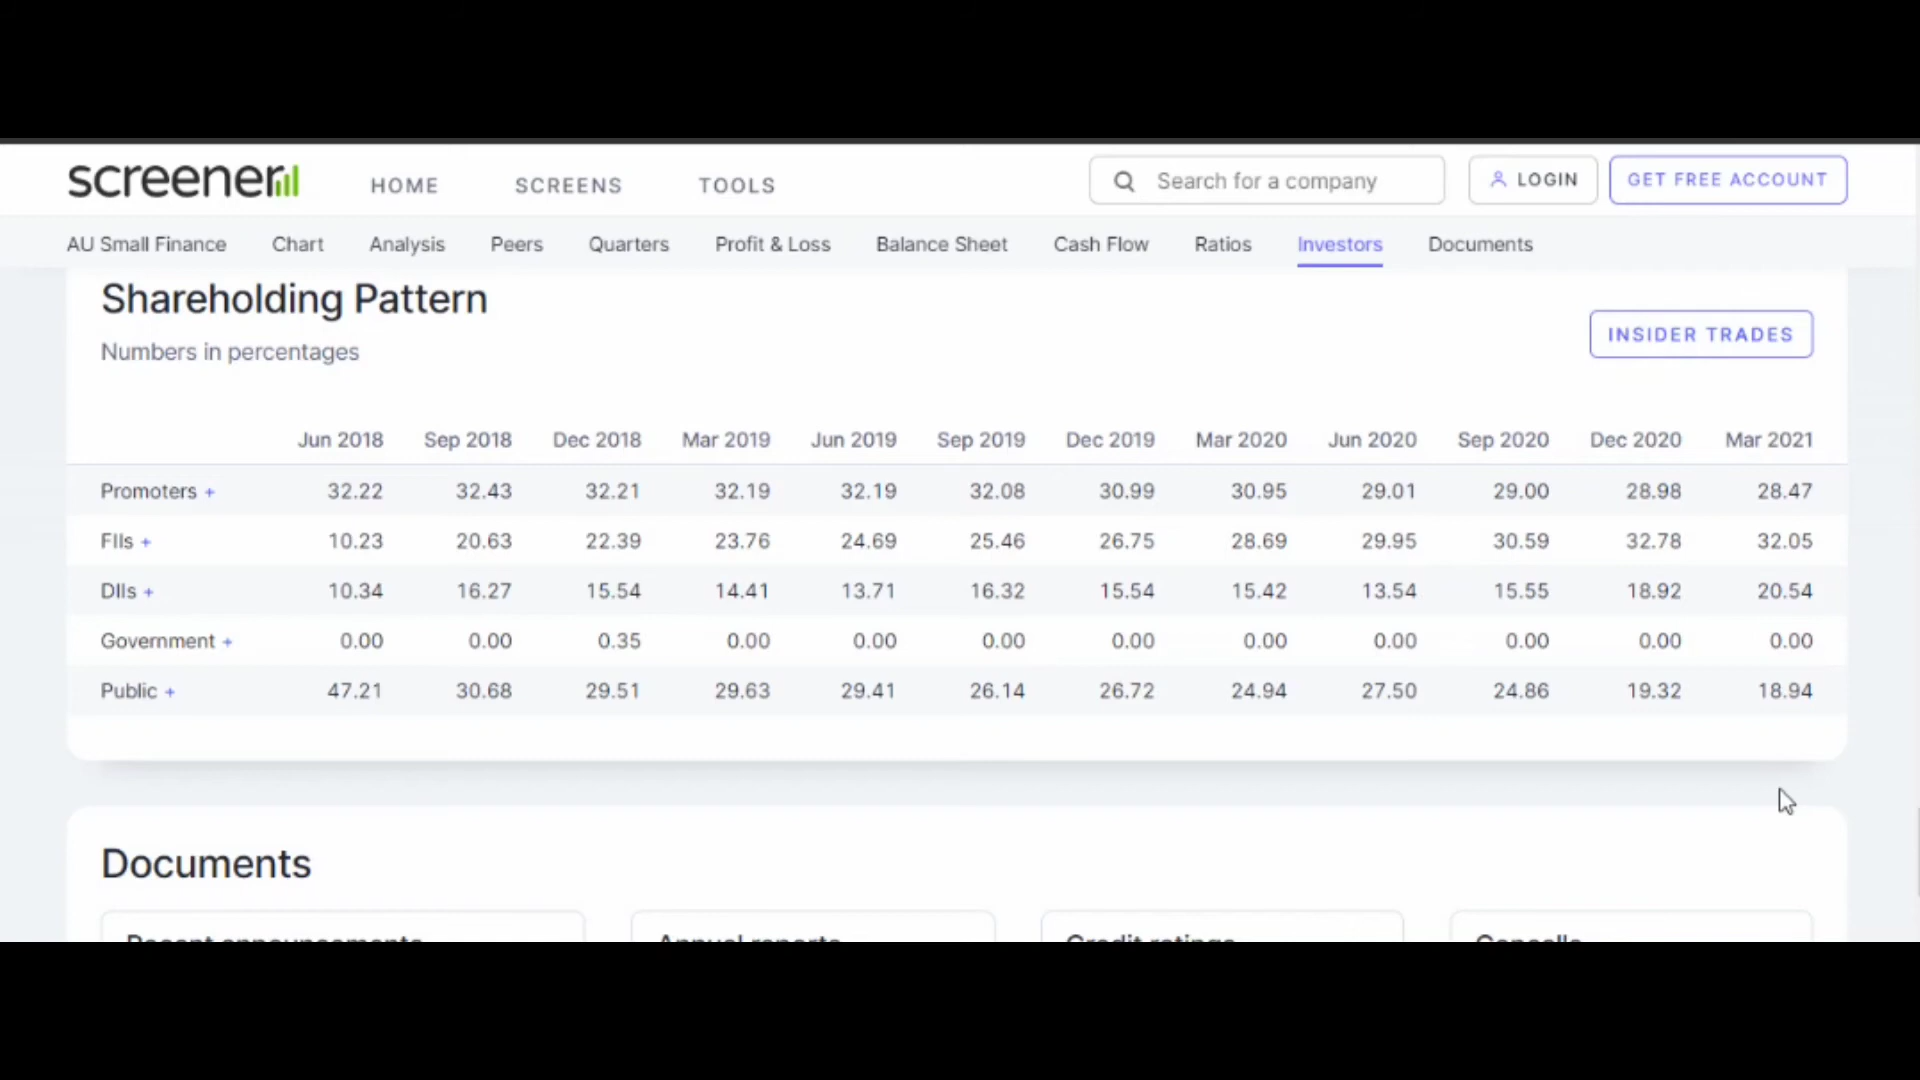 screener
HOME SCREENS TOOLS Search for a company LOGIN GET FREE ACCOUNT
AU Small Finance Chart Analysis Peers Quarters Profit & Loss Balance Sheet Cash Flow Ratios Investors Documents
Shareholding Pattern
INSIDER TRADES
Numbers in percentages
Jun 2018 Sep 2018 Dec 2018 Mar 2019 Jun 2019 Sep 2019 Dec 2019 Mar 2020 Jun 2020 Sep 2020 Dec 2020 Mar 2021
Promoters + 32.22 32.43 32.21 32.19 32.19 32.08 30.99 30.95 29.01 29.00 28.98 28.47
FIIs + 10.23 20.63 22.39 23.76 24.69 25.46 26.75 28.69 29.95 30.59 32.78 32.05
DIIs + 10.34 16.27 15.54 14.41 13.71 16.32 15.54 15.42 13.54 15.55 18.92 20.54
Government + 0.00 0.00 0.35 0.00 0.00 0.00 0.00 0.00 0.00 0.00 0.00 0.00
Public + 47.21 30.68 29.51 29.63 29.41 26.14 26.72 24.94 27.50 24.86 19.32 18.94
Documents
Recent announcements Annual reports Credit ratings Concalls